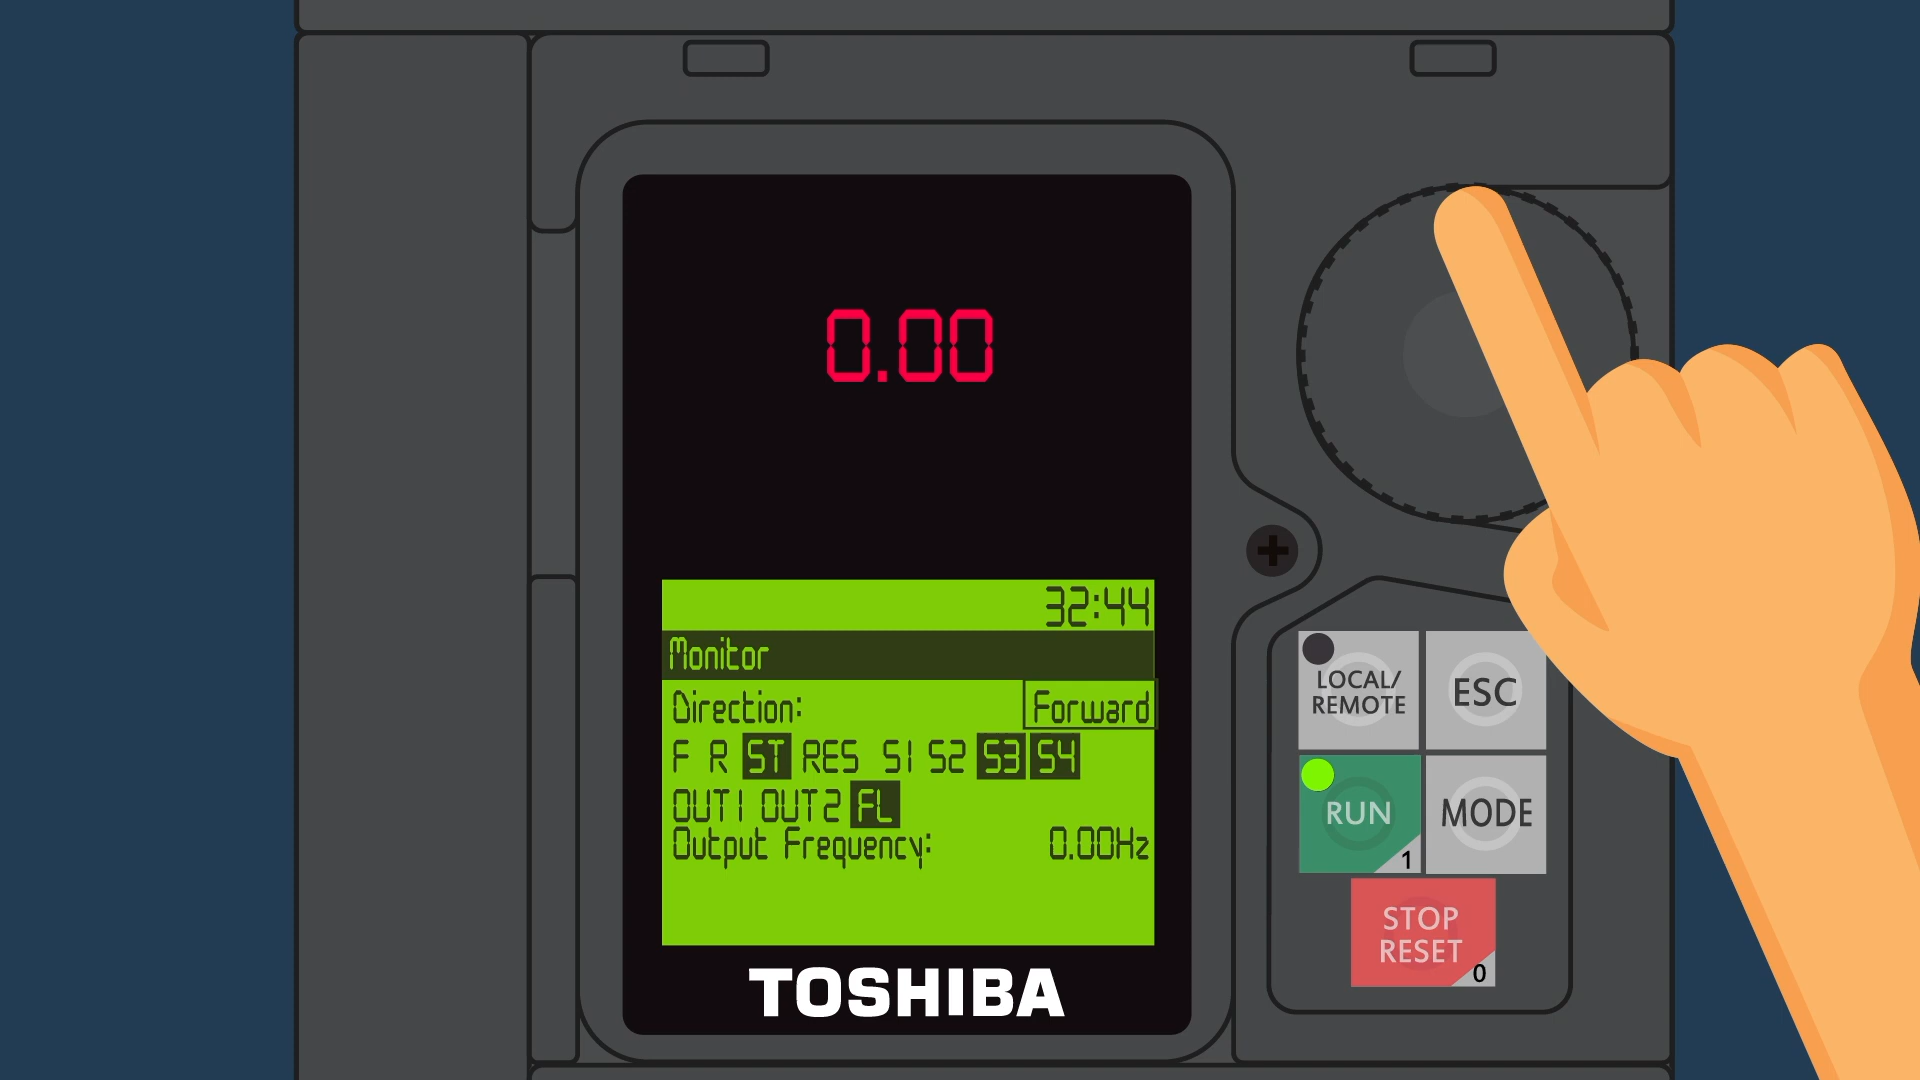 0.00
32:44
Monitor
Direction: Forward
F R ST RES S1 S2 S3 S4
OUT1 OUT2 FL
Output Frequency: 0.00Hz
TOSHIBA
LOCAL/
REMOTE
ESC
RUN
1
MODE
STOP
RESET
0